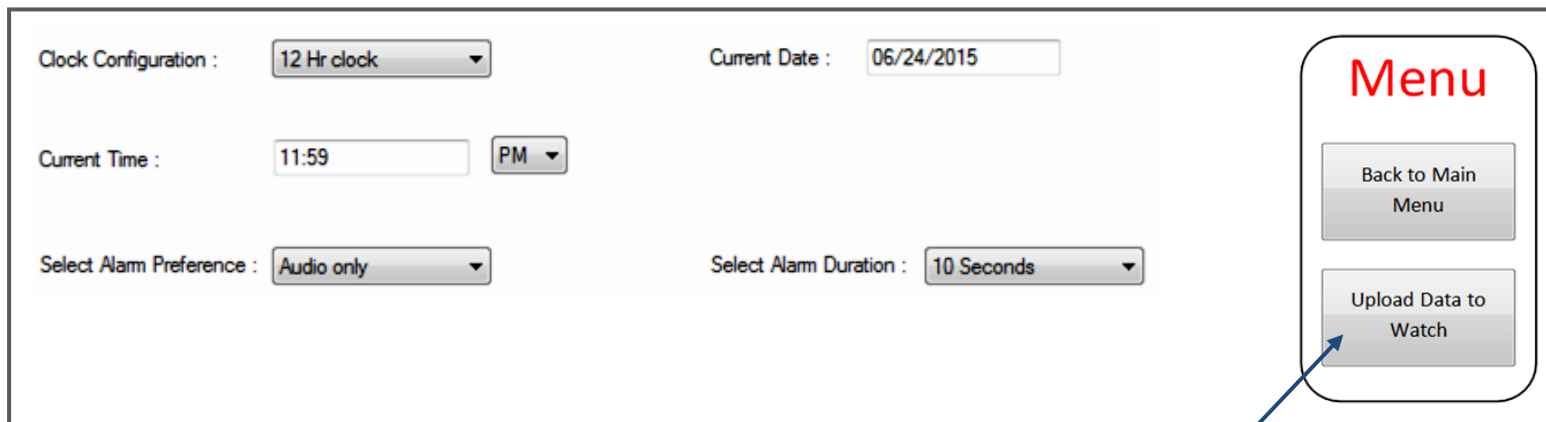 Clock Configuration : 12 Hr clock Current Date : 06/24/2015
Current Time : 11:59 PM
Select Alarm Preference : Audio only Select Alarm Duration : 10 Seconds
Menu
Back to Main
Menu
Upload Data to
Watch